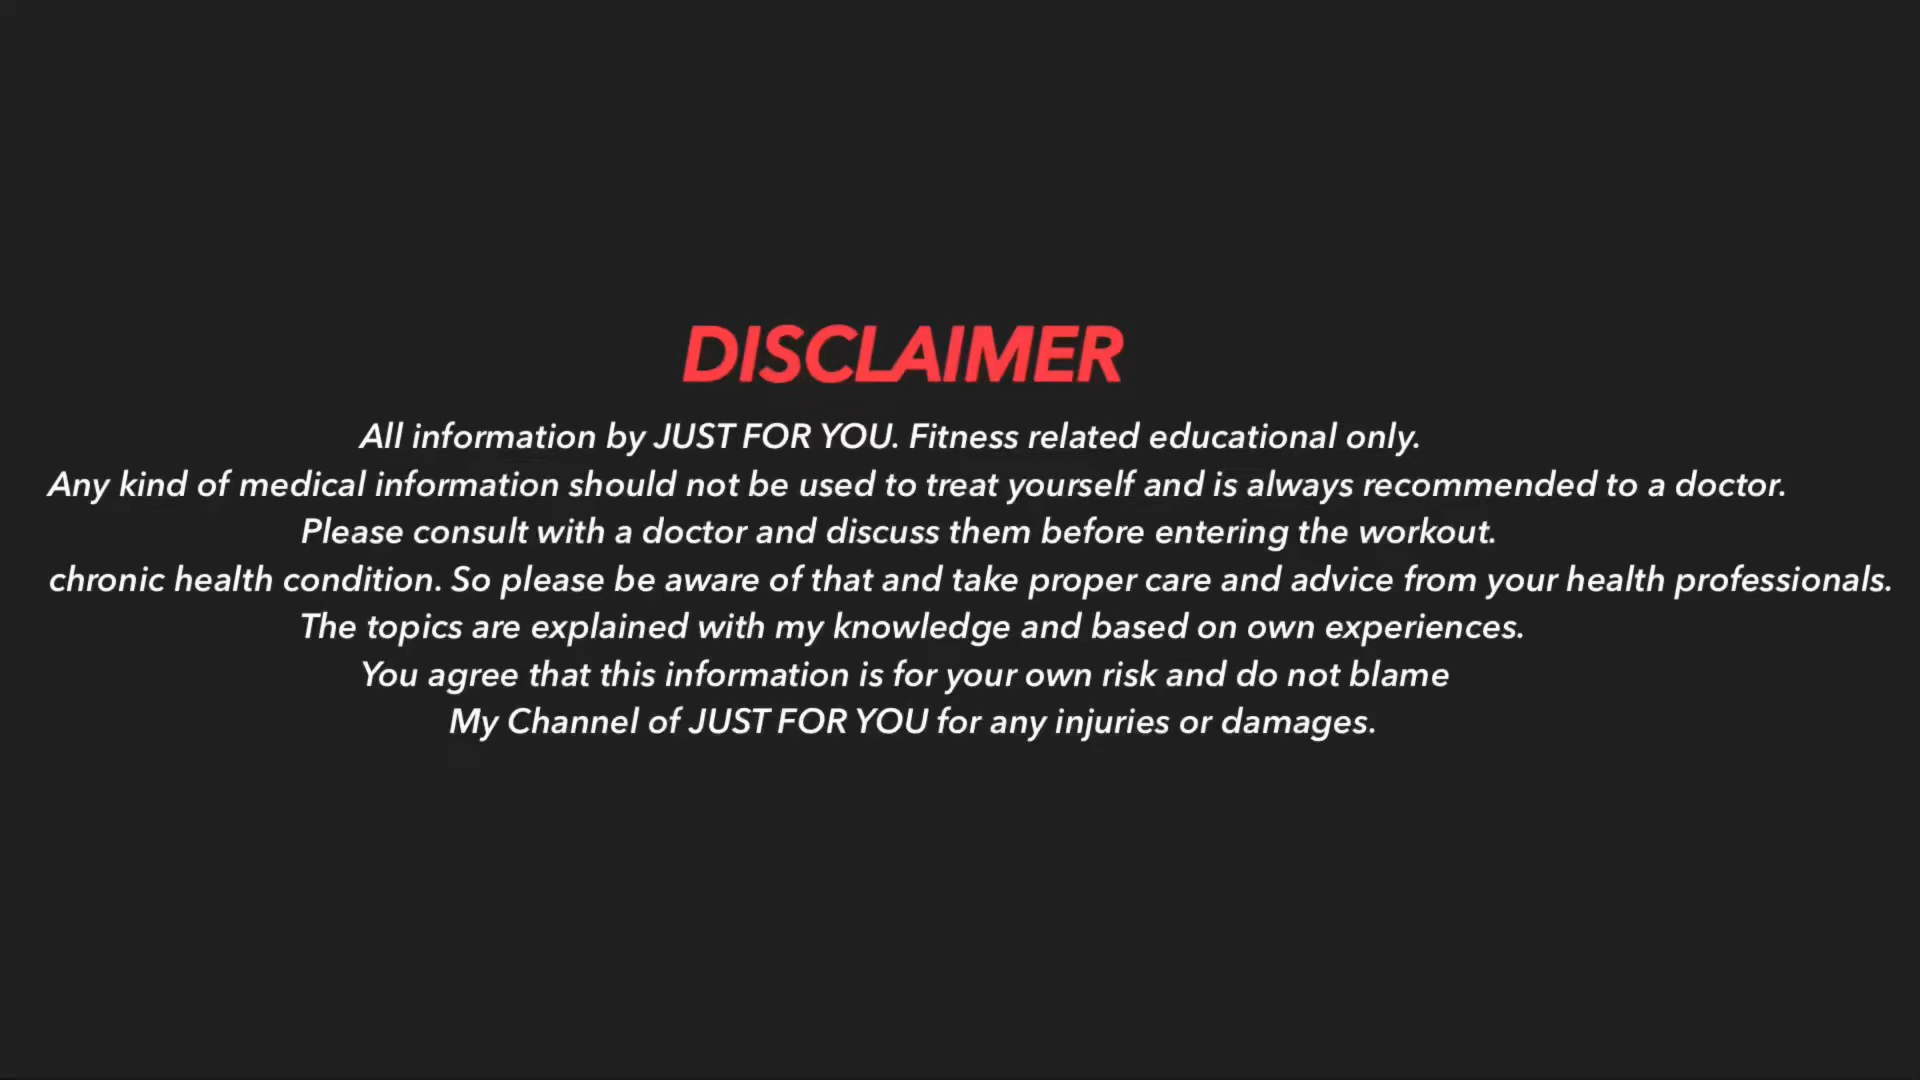 DISCLAIMER
All information by JUST FOR YOU. Fitness related educational only.
Any kind of medical information should not be used to treat yourself and is always recommended to a doctor.
Please consult with a doctor and discuss them before entering the workout.
chronic health condition. So please be aware of that and take proper care and advice from your health professionals.
The topics are explained with my knowledge and based on own experiences.
You agree that this information is for your own risk and do not blame
My Channel of JUST FOR YOU for any injuries or damages.